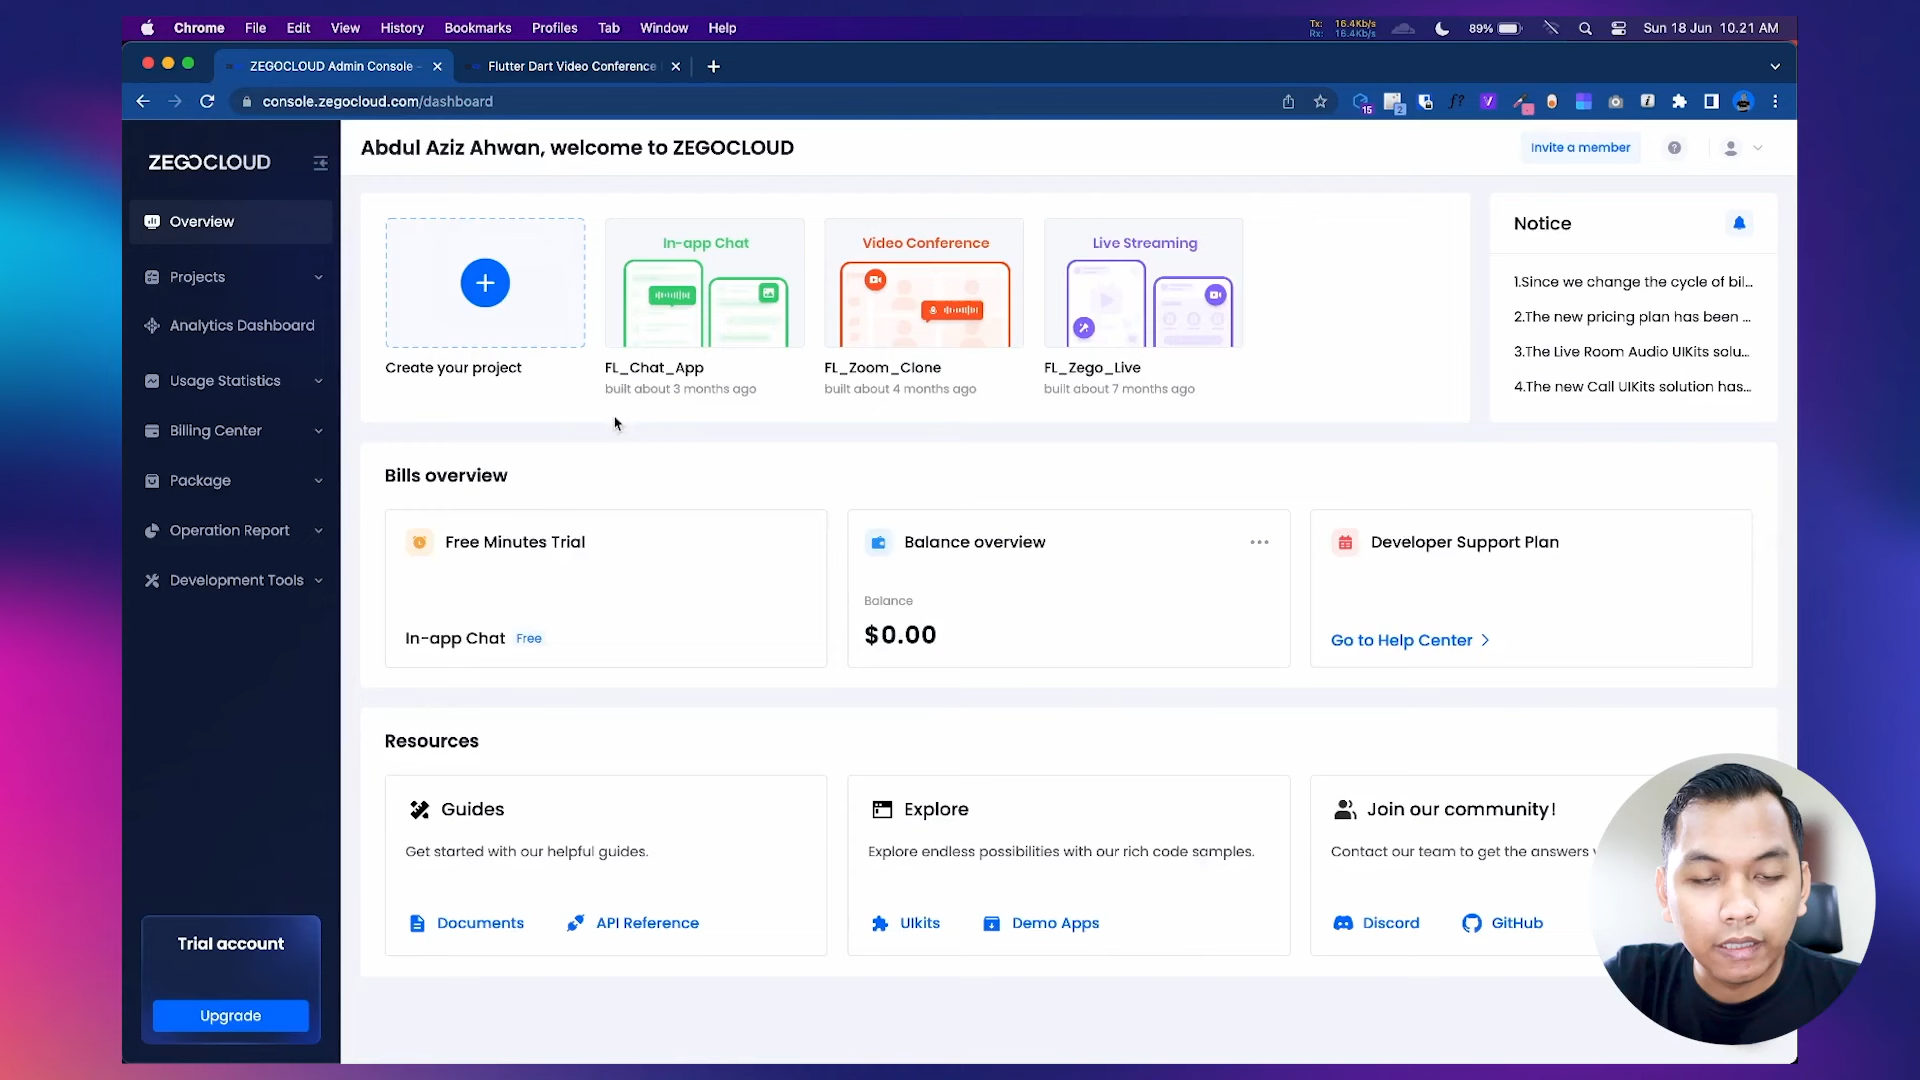 Chrome File Edit View History Bookmarks Profiles Tab Window Help
Tx: 16.4Kb/s
Rx: 16.4Kb/s
89%
Sun 18 Jun 10.21 AM
ZEGOCLOUD Admin Console -
Flutter Dart Video Conference
console.zegocloud.com/dashboard
15
2
f?
ZEGOCLOUD
Abdul Aziz Ahwan, welcome to ZEGOCLOUD
Invite a member
Overview
Projects
Analytics Dashboard
Usage Statistics
Billing Center
Package
Operation Report
Development Tools
Trial account
Upgrade
Create your project
In-app Chat
FL_Chat_App
built about 3 months ago
Video Conference
FL_Zoom_Clone
built about 4 months ago
Live Streaming
FL_Zego_Live
built about 7 months ago
Notice
1.Since we change the cycle of bil...
2.The new pricing plan has been ...
3.The Live Room Audio UIKits solu...
4.The new Call UIKits solution has...
Bills overview
Free Minutes Trial
In-app Chat Free
Balance overview
Balance
$0.00
Developer Support Plan
Go to Help Center
Resources
Guides
Get started with our helpful guides.
Documents
API Reference
Explore
Explore endless possibilities with our rich code samples.
UIkits
Demo Apps
Join our community!
Contact our team to get the answers
Discord
GitHub